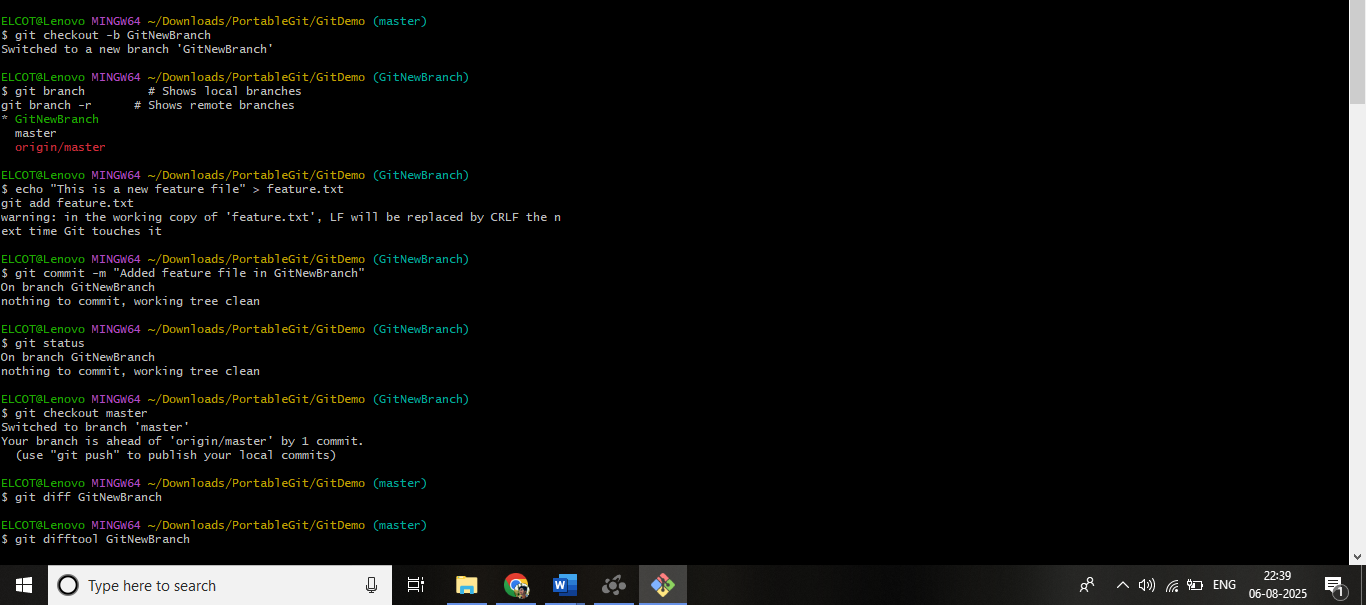 ELCOT@Lenovo MINGW64 ~/Downloads/PortableGit/GitDemo (master)
$ git checkout -b GitNewBranch
Switched to a new branch 'GitNewBranch'
ELCOT@Lenovo MINGW64 ~/Downloads/PortableGit/GitDemo (GitNewBranch)
$ git branch         # Shows local branches
git branch -r      # Shows remote branches
* GitNewBranch
  master
  origin/master
ELCOT@Lenovo MINGW64 ~/Downloads/PortableGit/GitDemo (GitNewBranch)
$ echo "This is a new feature file" > feature.txt
git add feature.txt
warning: in the working copy of 'feature.txt', LF will be replaced by CRLF the n
ext time Git touches it
ELCOT@Lenovo MINGW64 ~/Downloads/PortableGit/GitDemo (GitNewBranch)
$ git commit -m "Added feature file in GitNewBranch"
On branch GitNewBranch
nothing to commit, working tree clean
ELCOT@Lenovo MINGW64 ~/Downloads/PortableGit/GitDemo (GitNewBranch)
$ git status
On branch GitNewBranch
nothing to commit, working tree clean
ELCOT@Lenovo MINGW64 ~/Downloads/PortableGit/GitDemo (GitNewBranch)
$ git checkout master
Switched to branch 'master'
Your branch is ahead of 'origin/master' by 1 commit.
  (use "git push" to publish your local commits)
ELCOT@Lenovo MINGW64 ~/Downloads/PortableGit/GitDemo (master)
$ git diff GitNewBranch
ELCOT@Lenovo MINGW64 ~/Downloads/PortableGit/GitDemo (master)
$ git difftool GitNewBranch
Type here to search
W
ENG
22:39
06-08-2025
1